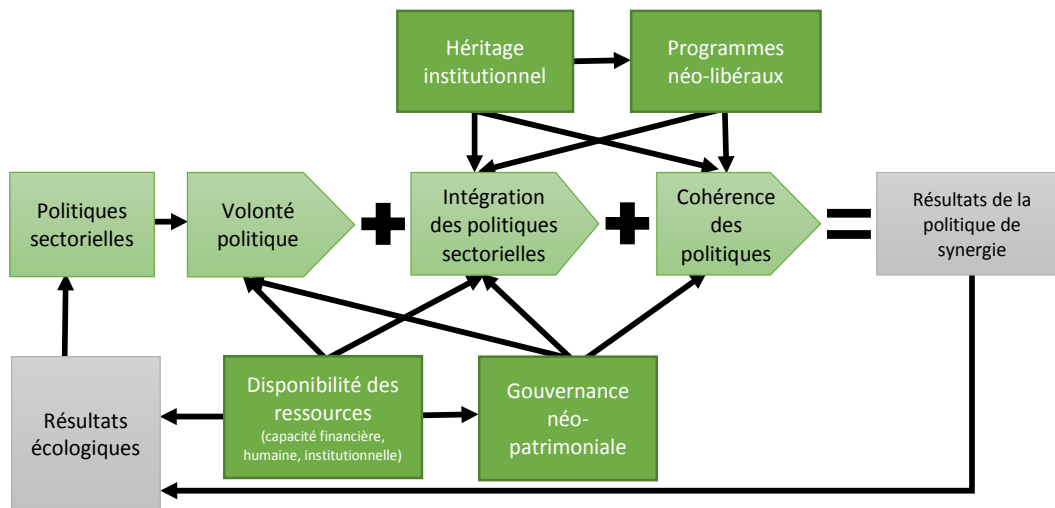 Héritage
institutionnel
Programmes
néo-libéraux
Politiques
sectorielles
Volonté
politique
Intégration
des politiques
sectorielles
Cohérence
des
politiques
Résultats de la
politique de
synergie
Résultats
écologiques
Disponibilité des
ressources
(capacité financière,
humaine, institutionnelle)
Gouvernance
néo-
patrimoniale